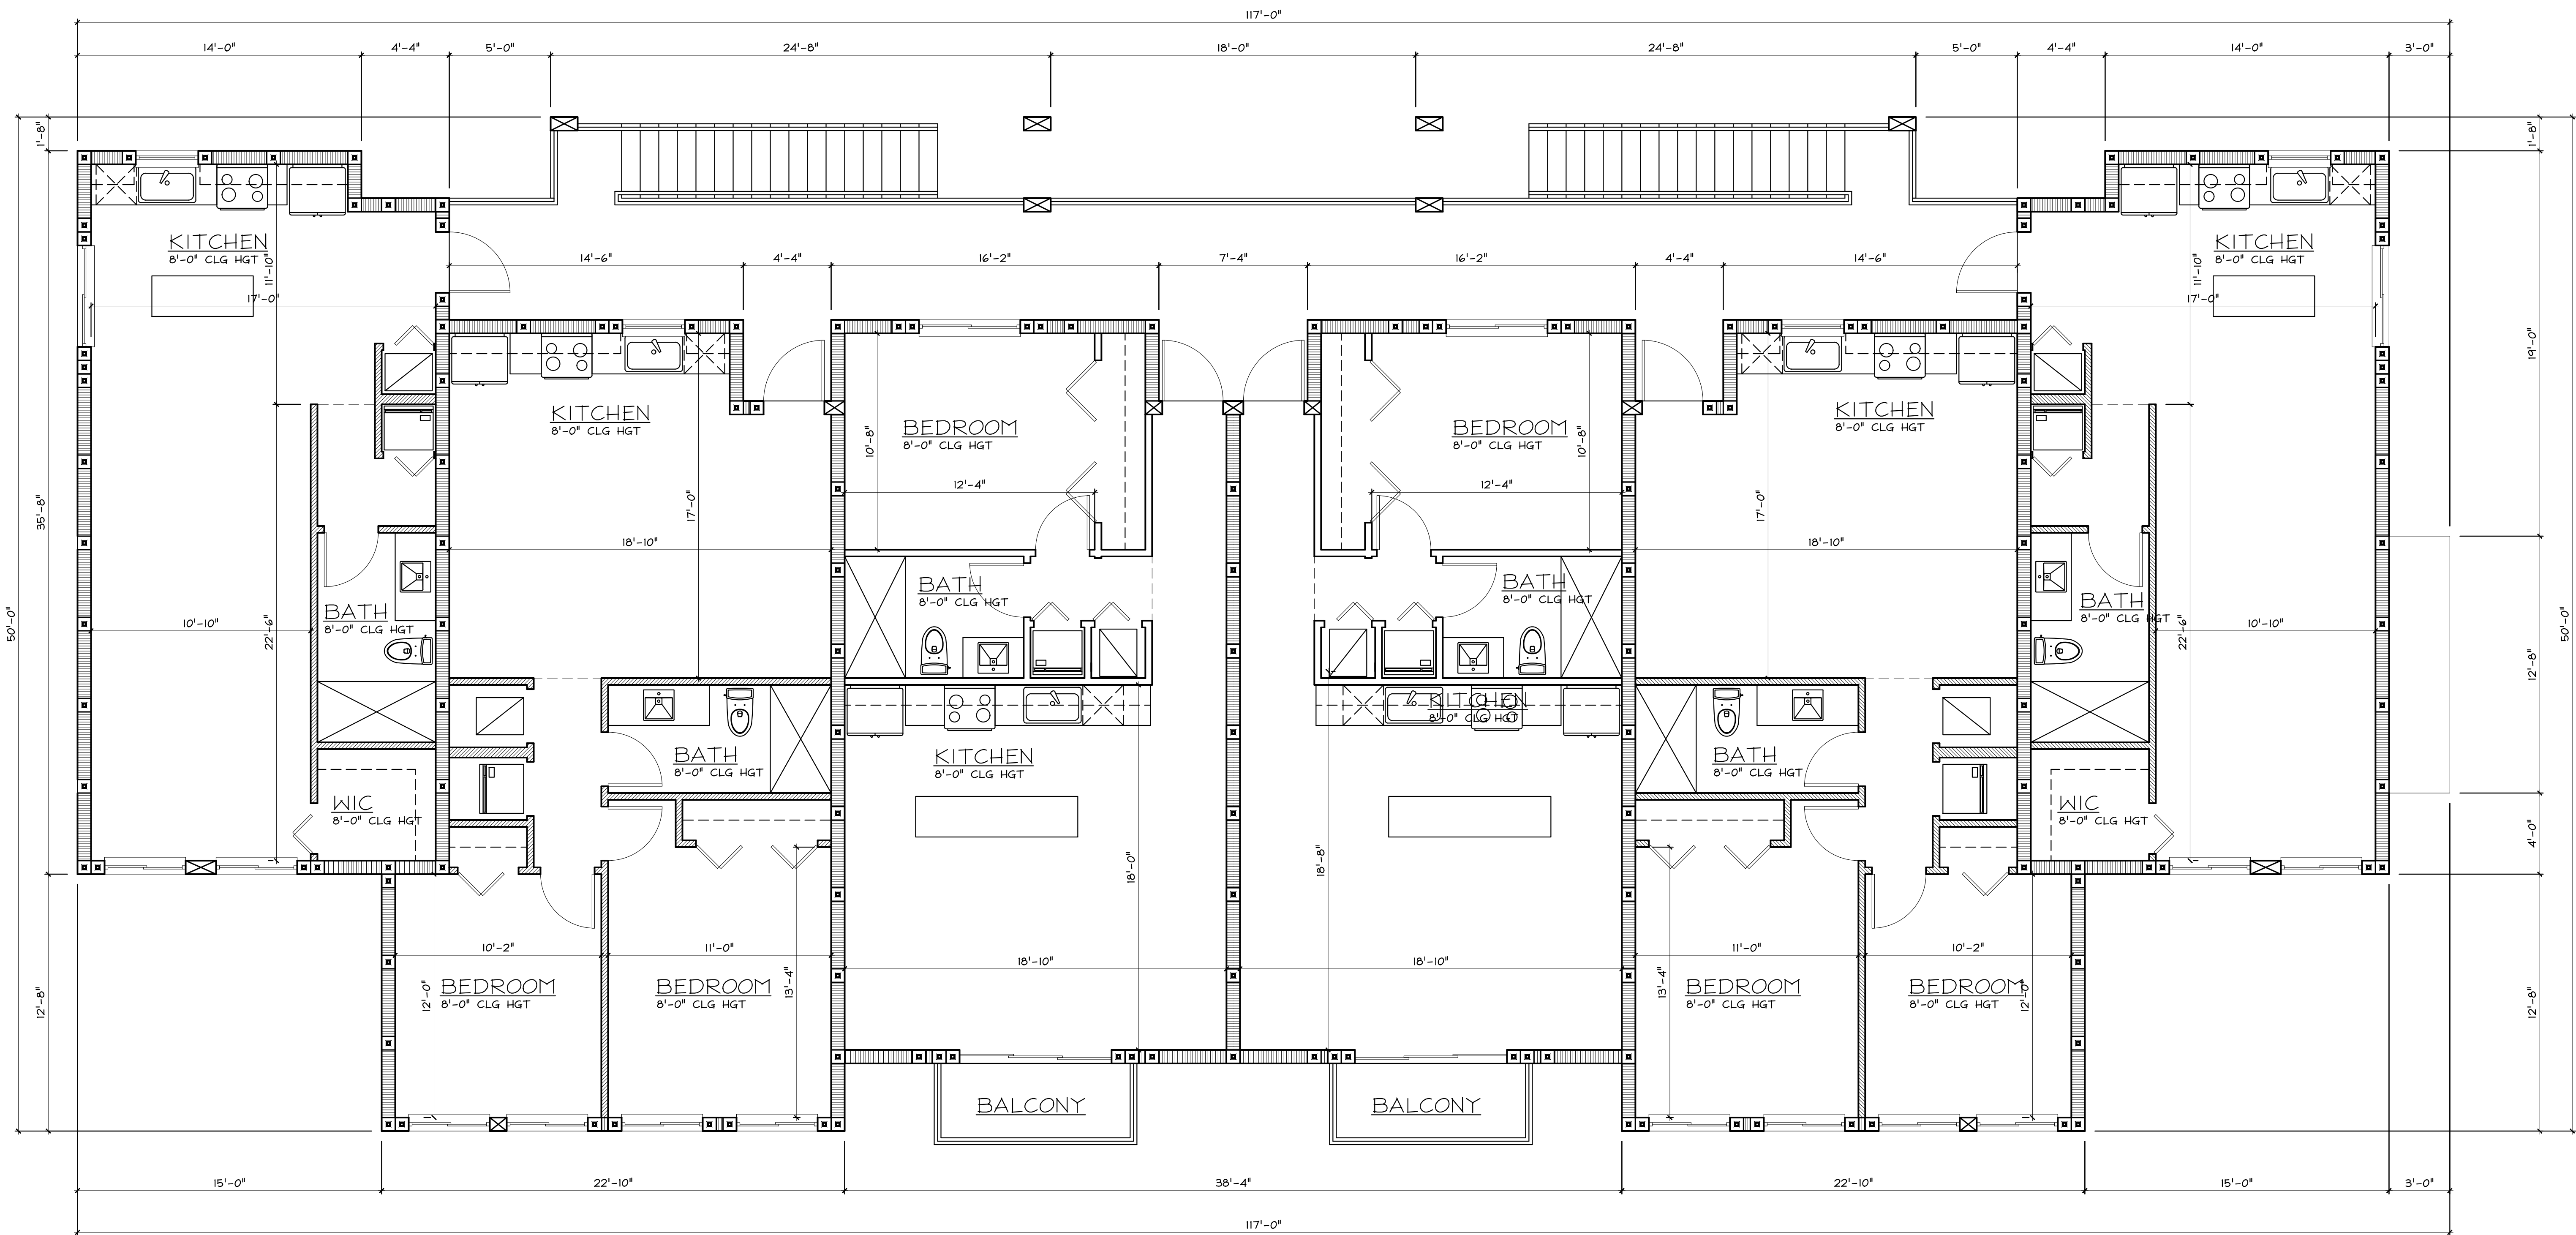 117'-0"
14'-0" 4'-4" 5'-0" 24'-8" 18'-0" 24'-8" 5'-0" 4'-4" 14'-0" 3'-0"
1'-8" 1'-8"
KITCHEN KITCHEN
8'-0" CLG HGT 8'-0" CLG HGT
11'-10" 11'-10"
14'-6" 4'-4" 16'-2" 7'-4" 16'-2" 4'-4" 14'-6"
17'-0" 17'-0"
19'-0"
KITCHEN KITCHEN
8'-0" CLG HGT 8'-0" CLG HGT
BEDROOM BEDROOM
8'-0" CLG HGT 8'-0" CLG HGT
10'-8" 10'-8"
12'-4" 12'-4"
35'-8" 17'-0" 17'-0"
18'-10" 18'-10"
BATH BATH
8'-0" CLG HGT 8'-0" CLG HGT
BATH BATH
8'-0" CLG HGT 8'-0" CLG HGT
50'-0" 10'-10" 22'-6" 22'-6" 10'-10" 50'-0"
12'-8"
KITCHEN
8'-0" CLG HGT
BATH KITCHEN BATH
8'-0" CLG HGT 8'-0" CLG HGT 8'-0" CLG HGT
WIC WIC
8'-0" CLG HGT 8'-0" CLG HGT
4'-0"
18'-0" 18'-8"
10'-2" 11'-0" 11'-0" 10'-2"
18'-10" 18'-10"
BEDROOM BEDROOM BEDROOM BEDROOM
8'-0" CLG HGT 8'-0" CLG HGT 8'-0" CLG HGT 8'-0" CLG HGT
12'-8" 12'-0" 13'-4" 13'-4" 12'-0" 12'-8"
BALCONY BALCONY
15'-0" 22'-10" 38'-4" 22'-10" 15'-0" 3'-0"
117'-0"